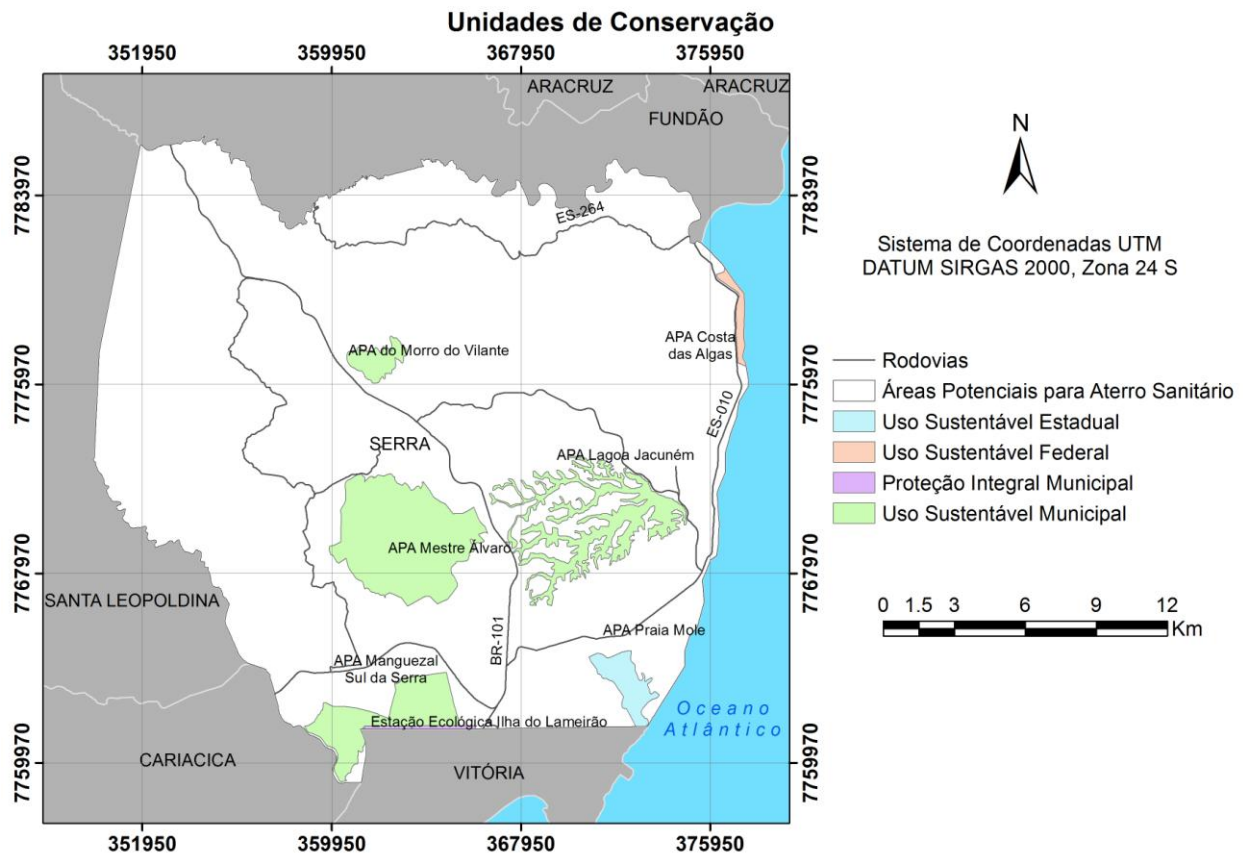 Unidades de Conservação
351950 359950 367950 375950
ARACRUZ ARACRUZ
FUNDÃO
N
7783970 7783970
ES-264
Sistema de Coordenadas UTM
DATUM SIRGAS 2000, Zona 24 S
APA do Morro do Vilante
APA Costa
das Algas
7775970 7775970
ES-010
Rodovias
Áreas Potenciais para Aterro Sanitário
Uso Sustentável Estadual
Uso Sustentável Federal
Proteção Integral Municipal
Uso Sustentável Municipal
SERRA
APA Lagoa Jacuném
APA Mestre Álvaro
7767970 7767970
SANTA LEOPOLDINA
0 1.5 3 6 9 12
Km
APA Praia Mole
BR-101
APA Manguezal
Sul da Serra
Estação Ecológica Ilha do Lameirão
Oceano
Atlântico
CARIACICA
VITÓRIA
7759970 7759970
351950 359950 367950 375950